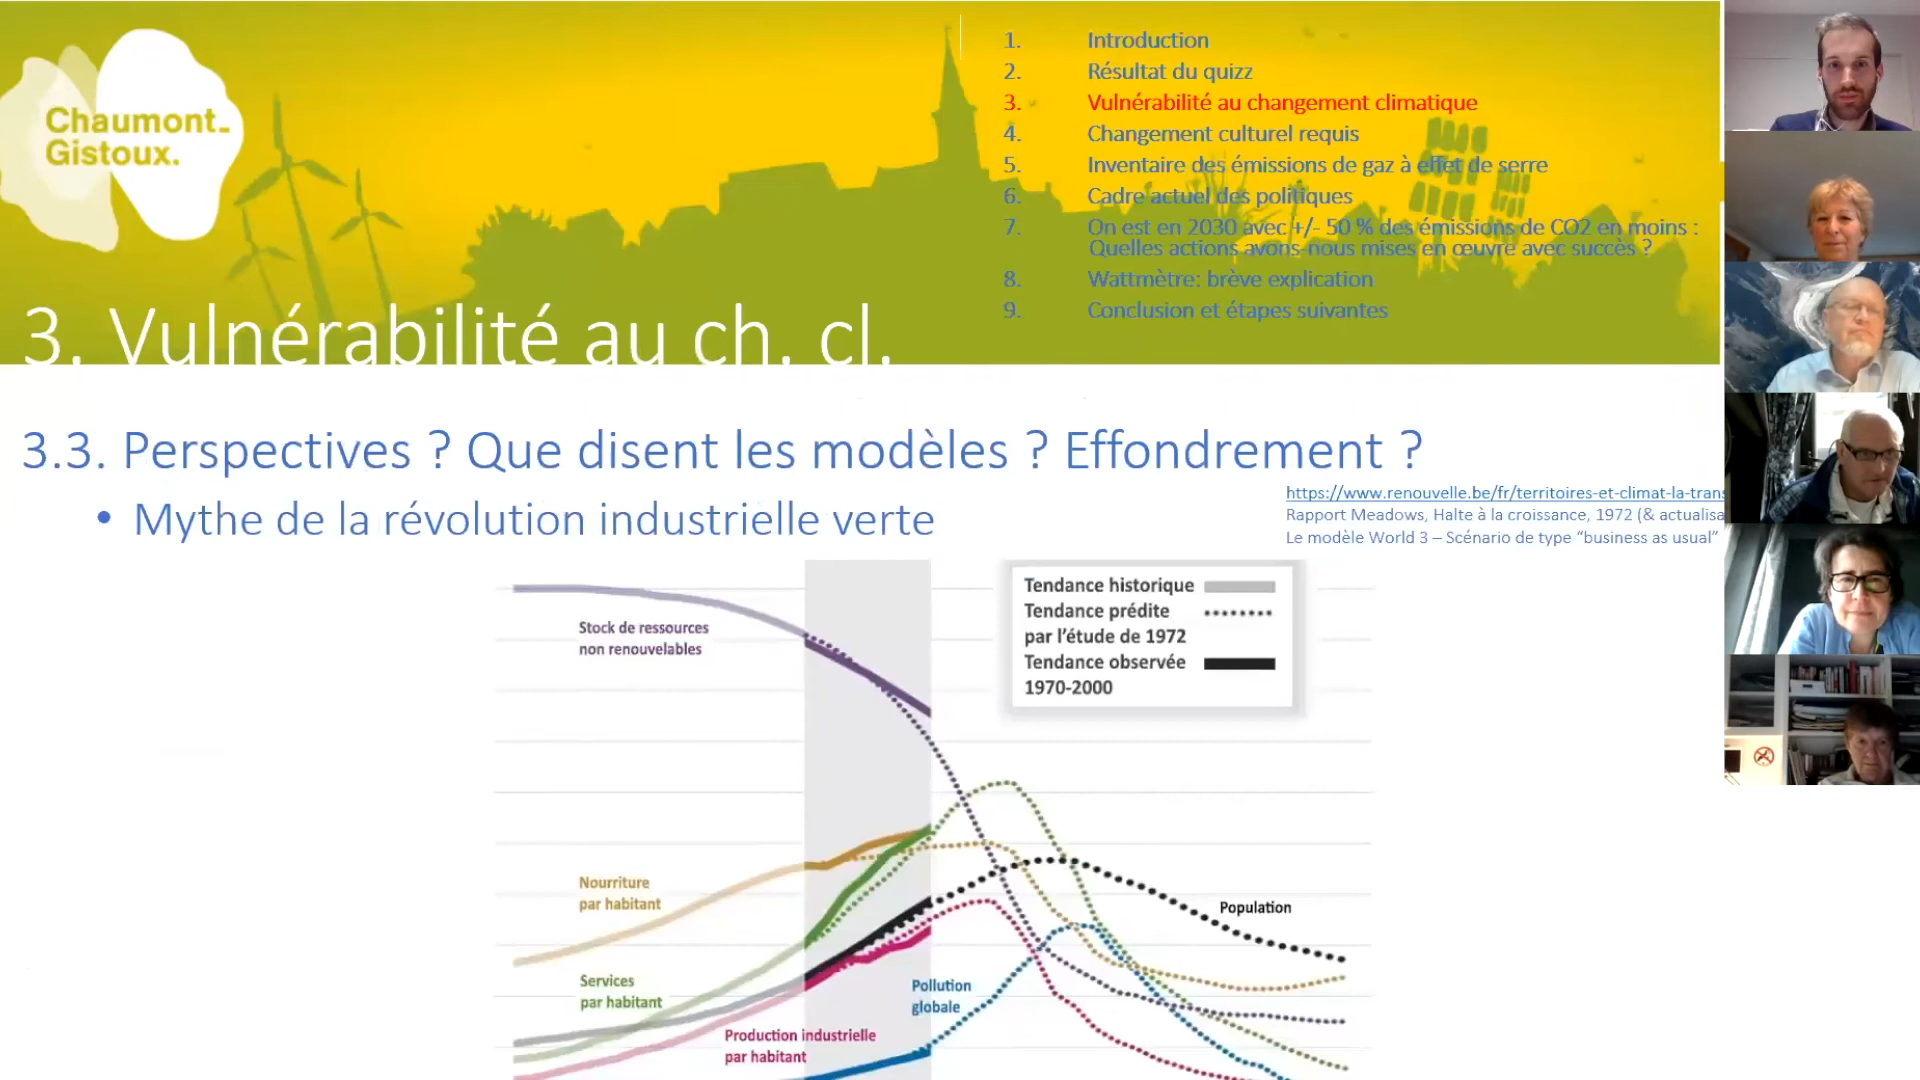 Chaumont_
Gistoux.
1. Introduction
2. Résultat du quizz
3. Vulnérabilité au changement climatique
4. Changement culturel requis
5. Inventaire des émissions de gaz à effet de serre
6. Cadre actuel des politiques
7. On est en 2030 avec +/- 50 % des émissions de CO2 en moins :
Quelles actions avons-nous mises en œuvre avec succès ?
8. Wattmètre: brève explication
9. Conclusion et étapes suivantes
3. Vulnérabilité au ch. cl.
3.3. Perspectives ? Que disent les modèles ? Effondrement ?
• Mythe de la révolution industrielle verte
https://www.renouvelle.be/fr/territoires-et-climat-la-trans
Rapport Meadows, Halte à la croissance, 1972 (& actualisa
Le modèle World 3 – Scénario de type “business as usual”
Tendance historique
Tendance prédite
par l’étude de 1972
Tendance observée
1970-2000
Stock de ressources
non renouvelables
Nourriture
par habitant
Population
Services
par habitant
Pollution
globale
Production industrielle
par habitant